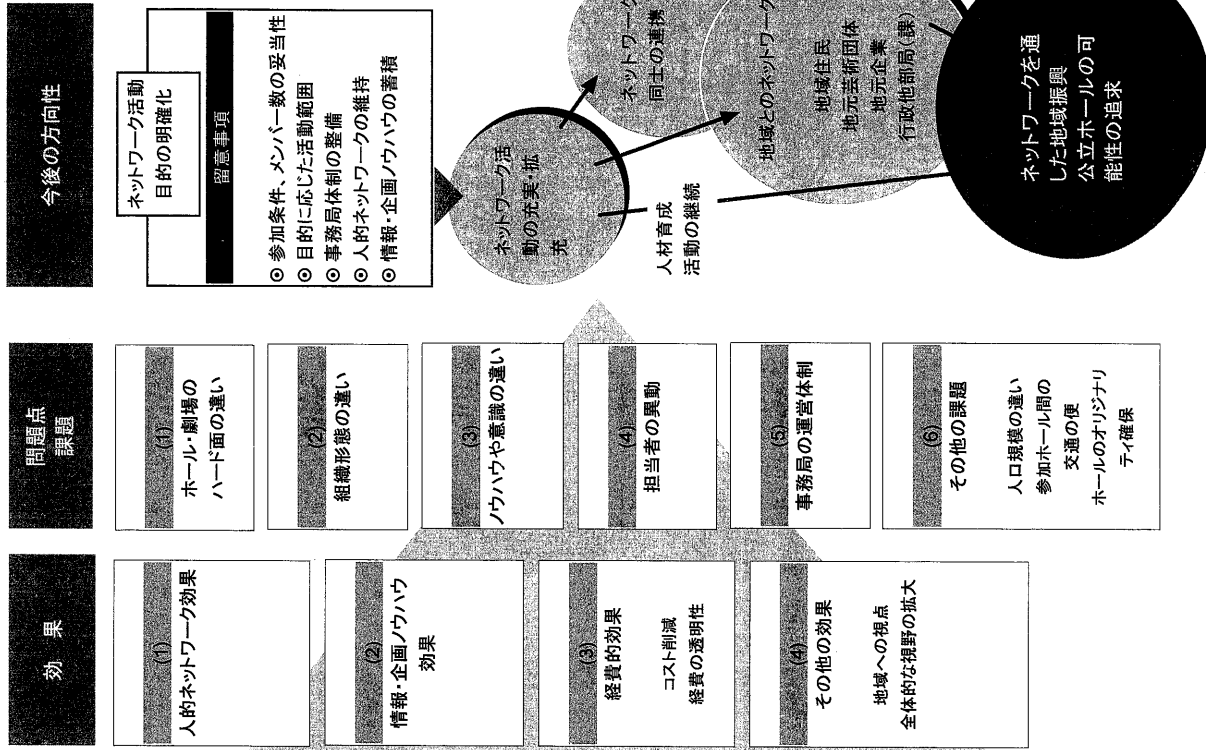 効　果
(1)
人的ネットワーク効果
(2)
情報・企画ノウハウ
効果
(3)
経費的効果
コスト削減
経費の透明性
(4)
その他の効果
地域への視点
全体的な視野の拡大
問題点
課題
(1)
ホール・劇場の
ハード面の違い
(2)
組織形態の違い
(3)
ノウハウや意識の違い
(4)
担当者の異動
(5)
事務局の運営体制
(6)
その他の課題
人口規模の違い
参加ホール間の
交通の便
ホールのオリジナリ
ティ確保
今後の方向性
ネットワーク活動
目的の明確化
留意事項
◉ 参加条件、メンバー数の妥当性
◉ 目的に応じた活動範囲
◉ 事務局体制の整備
◉ 人的ネットワークの維持
◉ 情報・企画ノウハウの蓄積
ネットワーク活
動の充実・拡
充
人材育成
活動の継続
ネットワーク
同士の連携
地域とのネットワーク
地域住民
地元芸術団体
地元企業
行政他部局(課)
ネットワークを通
した地域振興
公立ホールの可
能性の追求